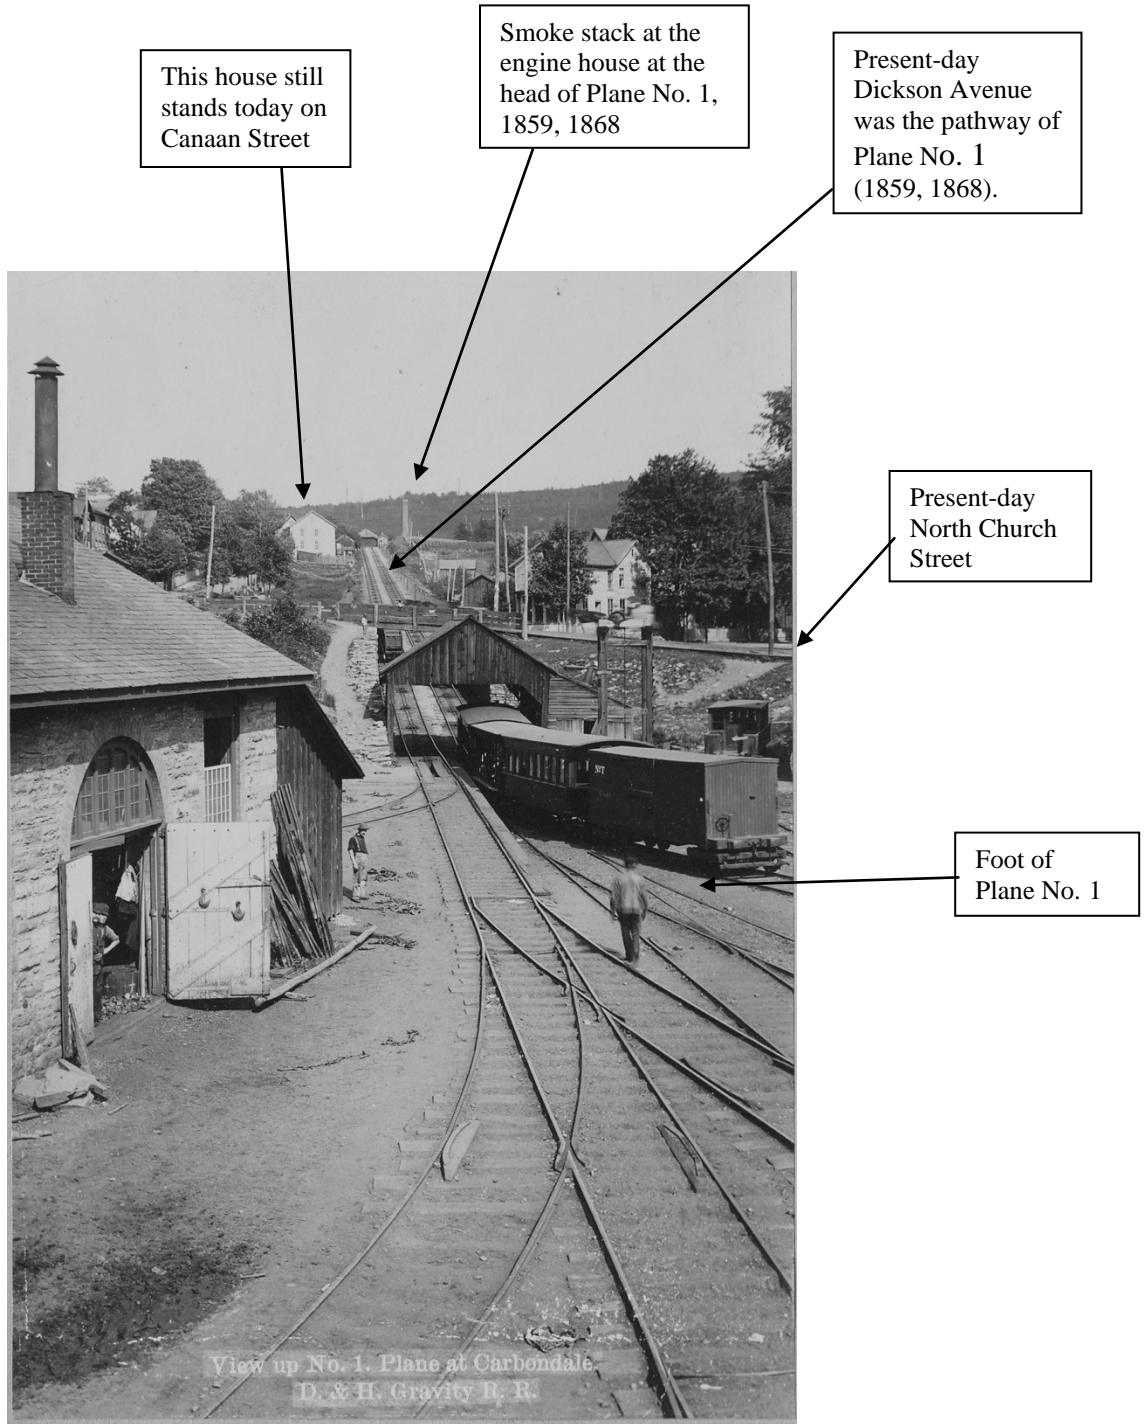 Smoke stack at the
engine house at the
head of Plane No. 1,
1859, 1868
This house still
stands today on
Canaan Street
Present-day
Dickson Avenue
was the pathway of
Plane No. 1
(1859, 1868).
Present-day
North Church
Street
Foot of
Plane No. 1
View up No. 1. Plane at Carbondale.
D. & H. Gravity R. R.